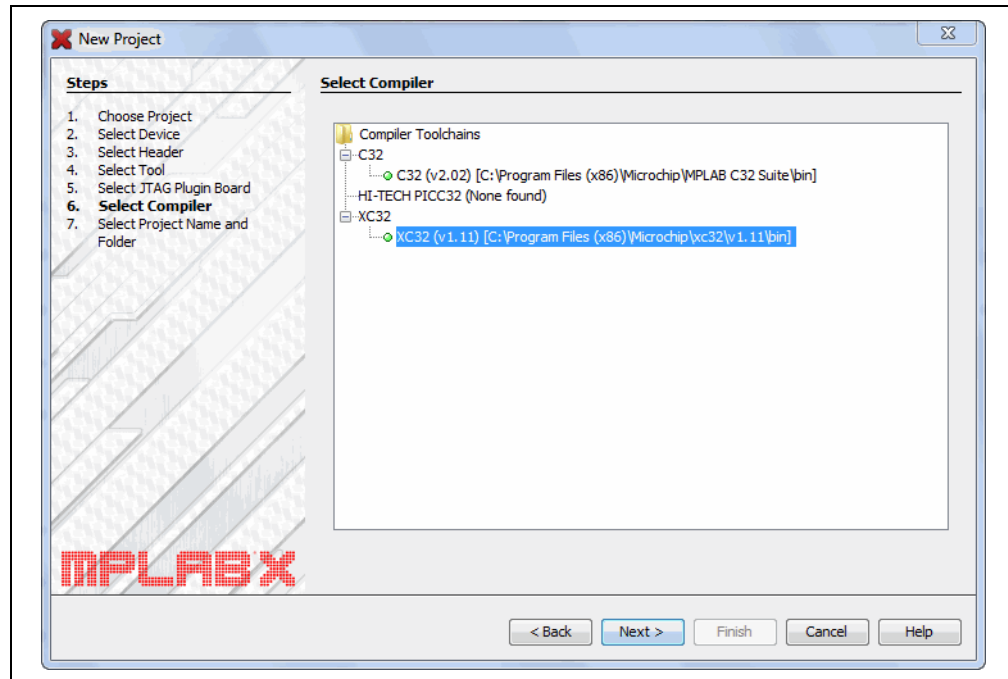 New Project
Steps
1. Choose Project
2. Select Device
3. Select Header
4. Select Tool
5. Select JTAG Plugin Board
6. Select Compiler
7. Select Project Name and
Folder
Select Compiler
Compiler Toolchains
C32
C32 (v2.02) [C:\Program Files (x86)\Microchip\MPLAB C32 Suite\bin]
HI-TECH PICC32 (None found)
XC32
XC32 (v1.11) [C:\Program Files (x86)\Microchip\xc32\v1.11\bin]
MPLAB X
< Back
Next >
Finish
Cancel
Help